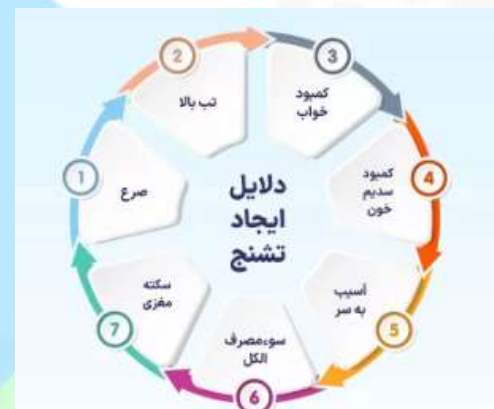 دلایل
ایجاد
تشنج
1
صرع
2
تب بالا
3
کمبود
خواب
4
کمبود
سدیم
خون
5
آسیب
به سر
6
سوءمصرف
الکل
7
سکته
مغزی